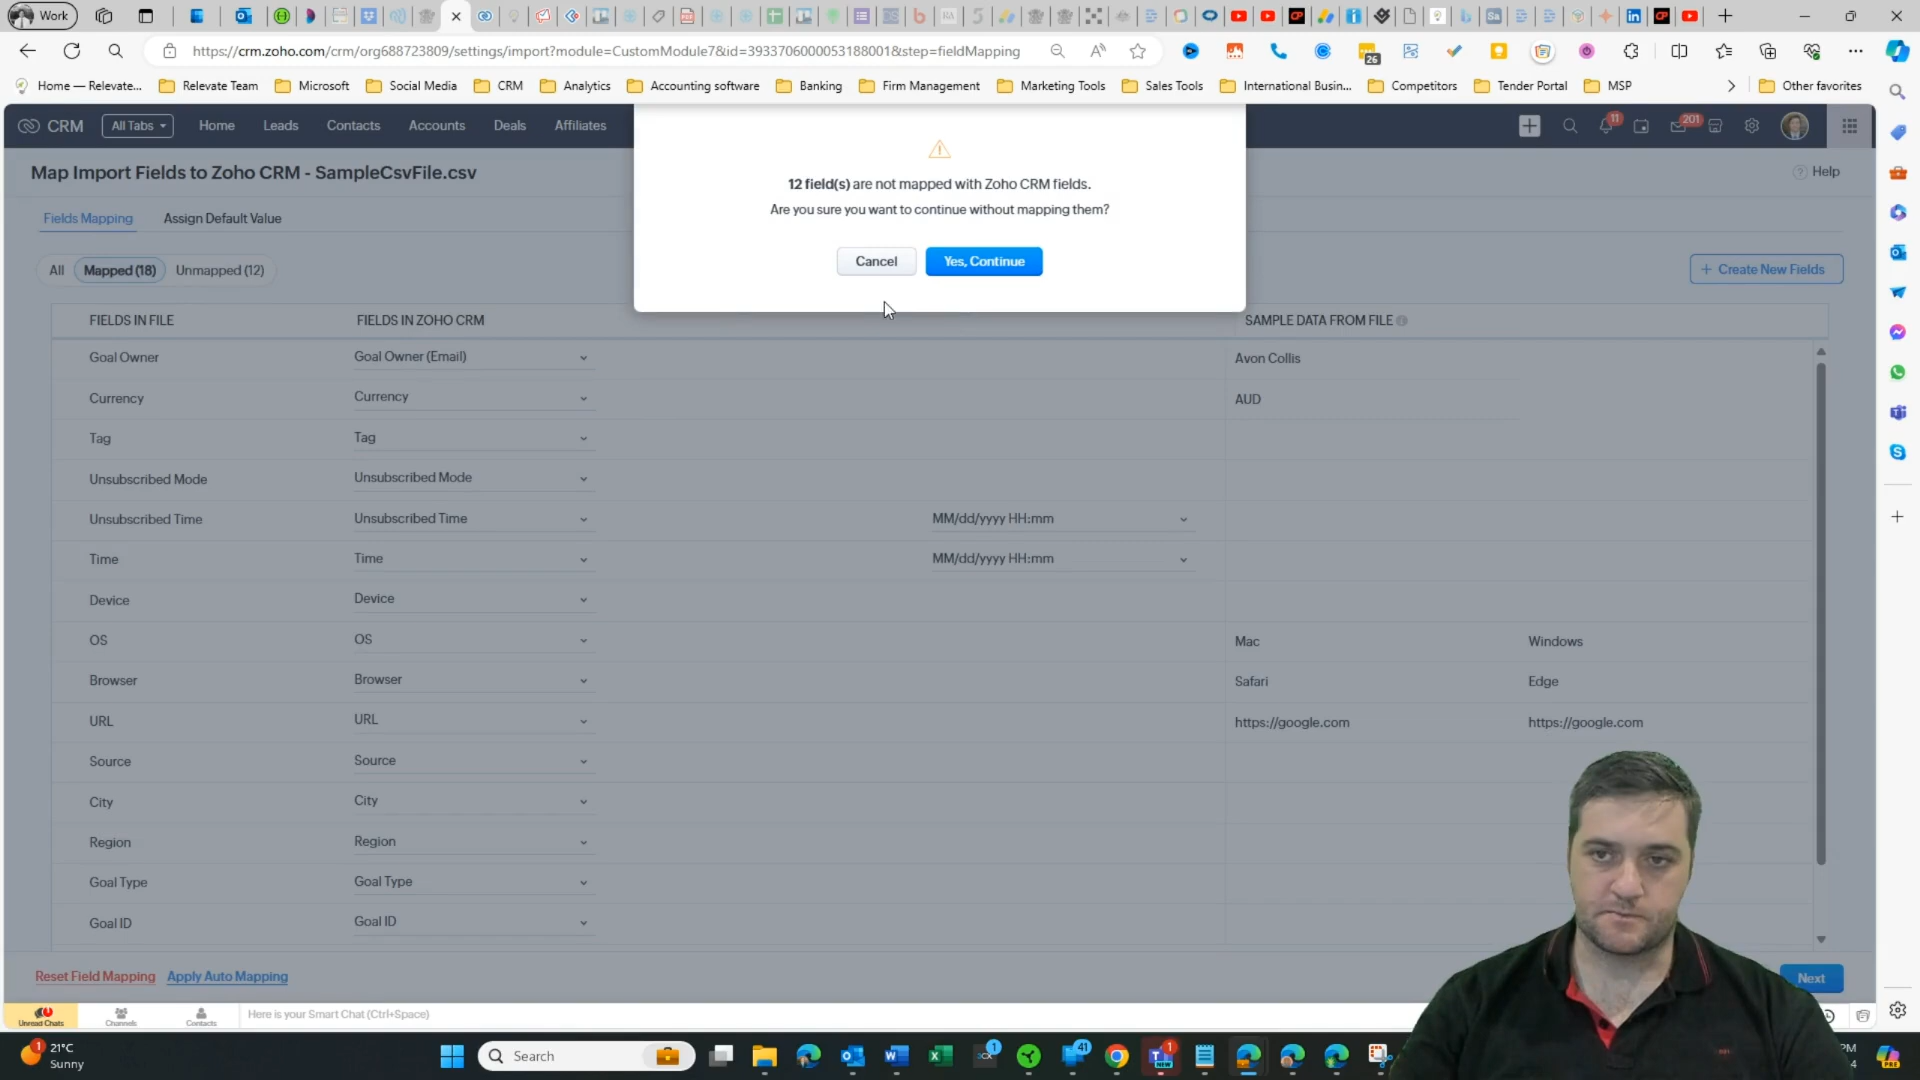 Work
https://crm.zoho.com/crm/org688723809/settings/import?module=CustomModule7&id=3933706000053188001&step=fieldMapping
26
Home — Relevate...
Relevate Team
Microsoft
Social Media
CRM
Analytics
Accounting software
Banking
Firm Management
Marketing Tools
Sales Tools
International Busin...
Competitors
Tender Portal
MSP
Other favorites
CRM
All Tabs
Home
Leads
Contacts
Accounts
Deals
Affiliates
11
201
12 field(s) are not mapped with Zoho CRM fields.
Are you sure you want to continue without mapping them?
Cancel
Yes, Continue
Map Import Fields to Zoho CRM - SampleCsvFile.csv
Help
Fields Mapping
Assign Default Value
All
Mapped (18)
Unmapped (12)
+ Create New Fields
FIELDS IN FILE
FIELDS IN ZOHO CRM
SAMPLE DATA FROM FILE
Goal Owner
Goal Owner (Email)
Avon Collis
Currency
Currency
AUD
Tag
Tag
Unsubscribed Mode
Unsubscribed Mode
Unsubscribed Time
Unsubscribed Time
MM/dd/yyyy HH:mm
Time
Time
MM/dd/yyyy HH:mm
Device
Device
OS
OS
Mac
Windows
Browser
Browser
Safari
Edge
URL
URL
https://google.com
https://google.com
Source
Source
City
City
Region
Region
Goal Type
Goal Type
Goal ID
Goal ID
Reset Field Mapping
Apply Auto Mapping
Next
Unread Chats
Channels
Contacts
Here is your Smart Chat (Ctrl+Space)
1
21°C
Sunny
Search
1
41
1
NEW
PM
4